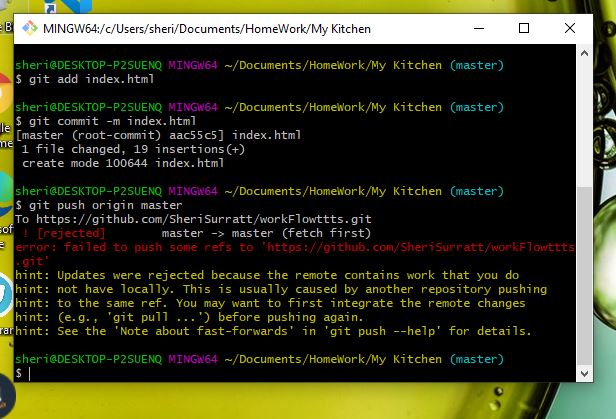 MINGW64:/c/Users/sheri/Documents/HomeWork/My Kitchen
sheri@DESKTOP-P2SUENQ MINGW64 ~/Documents/HomeWork/My Kitchen (master)
$ git add index.html
sheri@DESKTOP-P2SUENQ MINGW64 ~/Documents/HomeWork/My Kitchen (master)
$ git commit -m index.html
[master (root-commit) aac55c5] index.html
1 file changed, 19 insertions(+)
create mode 100644 index.html
sheri@DESKTOP-P2SUENQ MINGW64 ~/Documents/HomeWork/My Kitchen (master)
$ git push origin master
To https://github.com/SheriSurratt/workFlowttts.git
! [rejected] master -> master (fetch first)
error: failed to push some refs to 'https://github.com/SheriSurratt/workFlowttts
.git'
hint: Updates were rejected because the remote contains work that you do
hint: not have locally. This is usually caused by another repository pushing
hint: to the same ref. You may want to first integrate the remote changes
hint: (e.g., 'git pull ...') before pushing again.
hint: See the 'Note about fast-forwards' in 'git push --help' for details.
sheri@DESKTOP-P2SUENQ MINGW64 ~/Documents/HomeWork/My Kitchen (master)
$